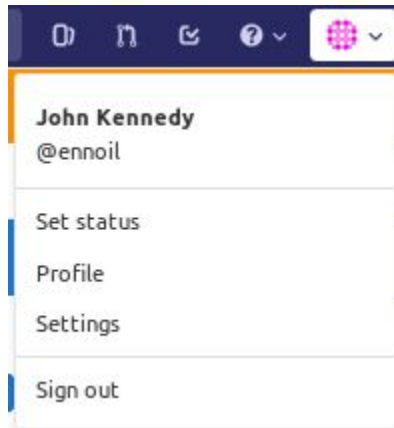 John Kennedy
@ennoil
Set status
Profile
Settings
Sign out